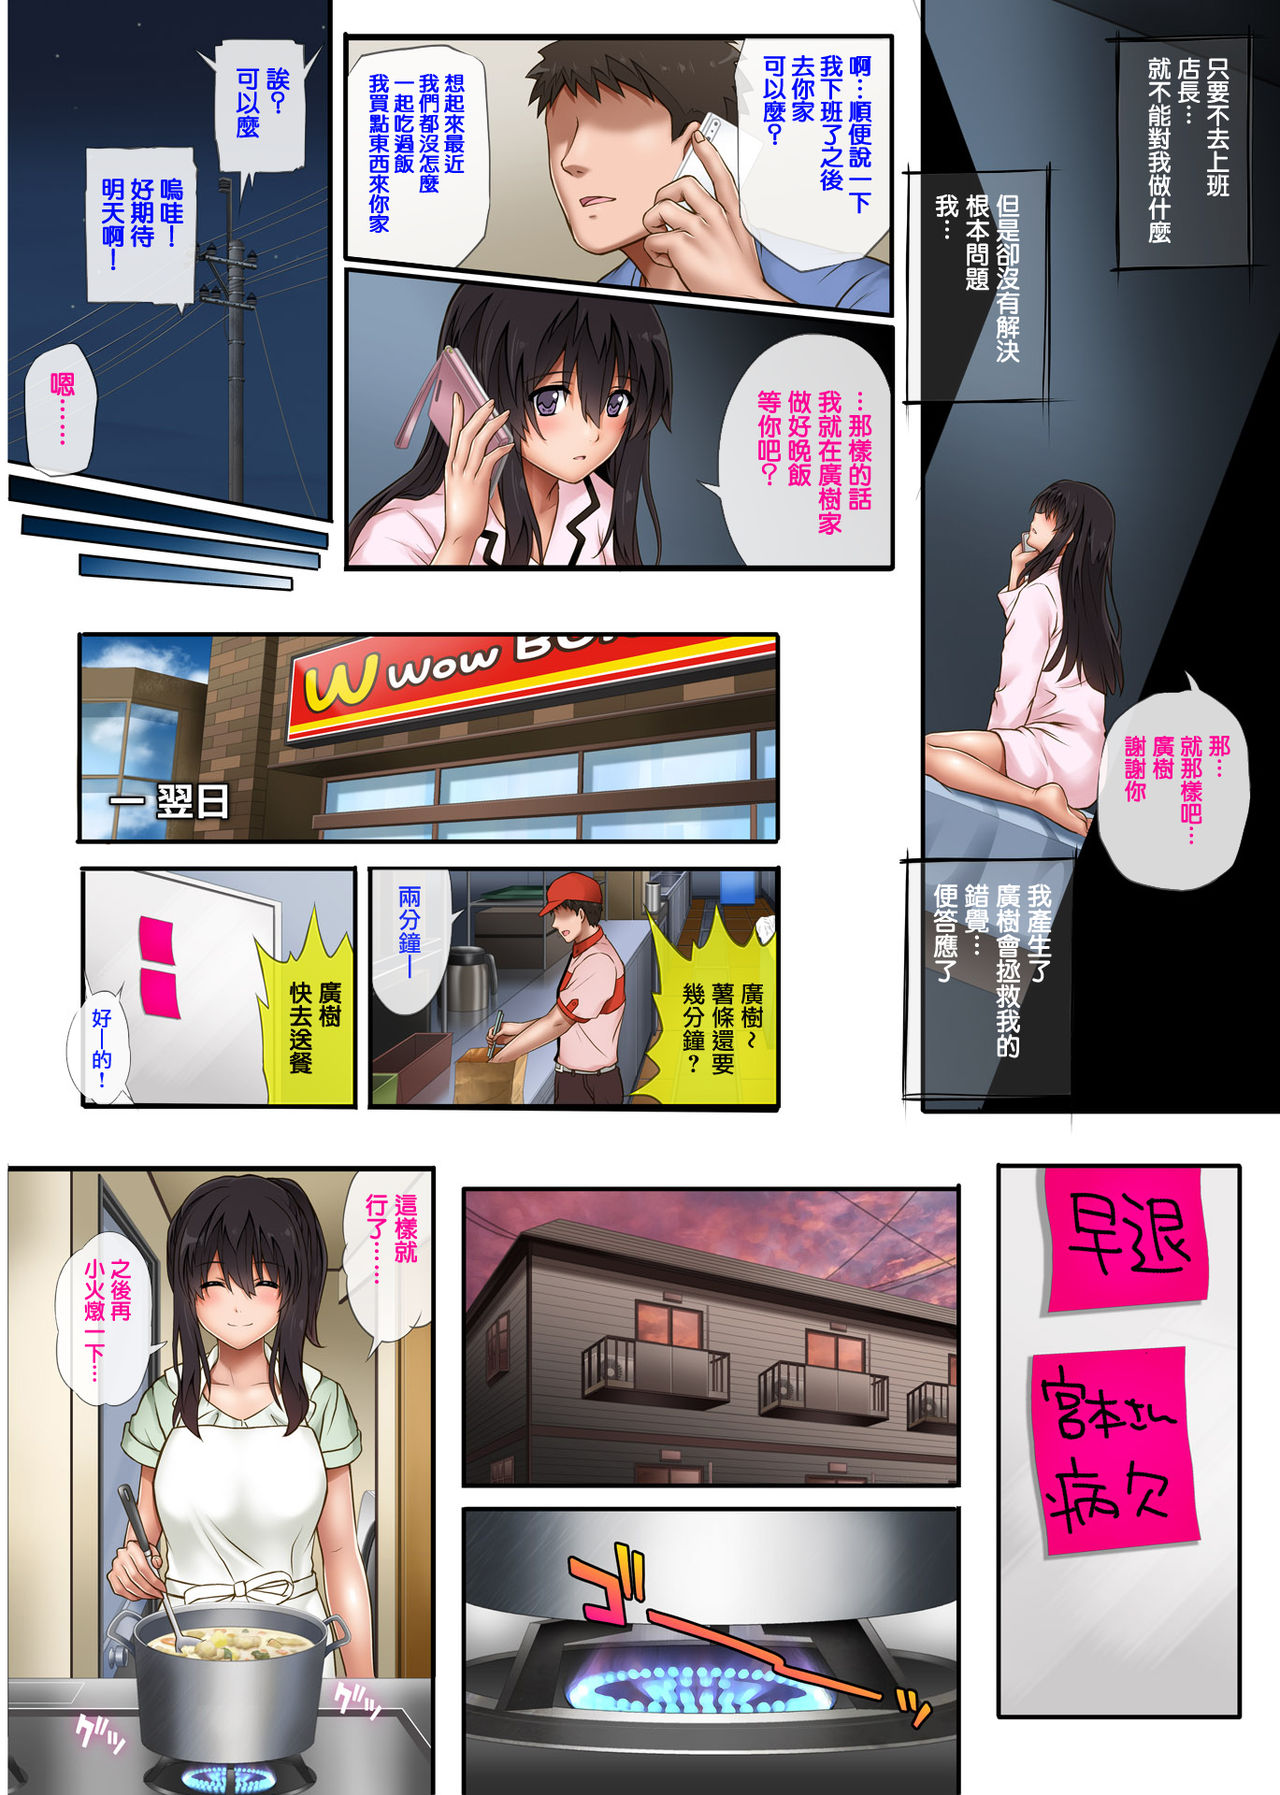 只要不去上班
店長…
就不能對我做什麼
但是卻沒有解決
根本問題
我…
那…
就那樣吧…
廣樹
謝謝你
我產生了
廣樹會拯救我的
錯覺…
便答應了
啊…順便說一下
我下班了之後
去你家
可以麼?
想起來最近
我們都沒怎麼
一起吃過飯
我買點東西來你家
…那樣的話
我就在廣樹家
做好晚飯
等你吧?
誒?
可以麼
嗚哇!
好期待
明天啊!
嗯……
W WOW
一 翌日
廣樹~
薯條還要
幾分鐘?
兩分鐘—
廣樹
快去送餐
好—的!
早退
宮本さん
病欠
ゴーッ
這樣就
行了……
之後再
小火燉一下…
グツ
グツ